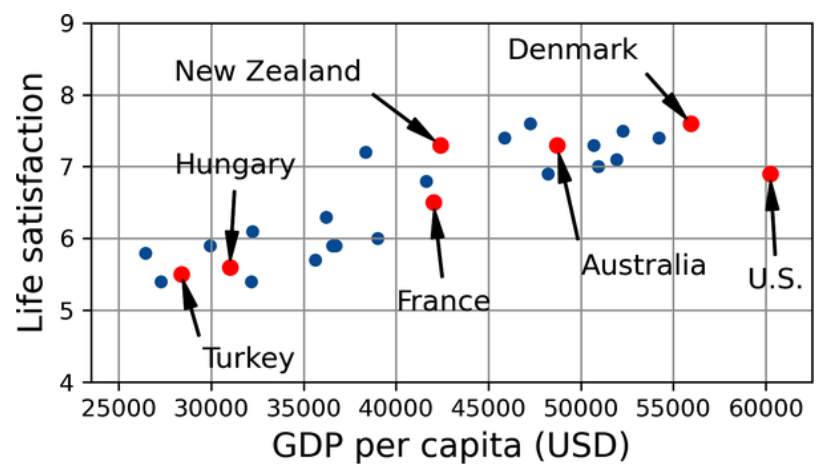 9
Denmark
New Zealand
8
Hungary
7
Life satisfaction
6
Australia
U.S.
France
5
Turkey
4
25000 30000 35000 40000 45000 50000 55000 60000
GDP per capita (USD)